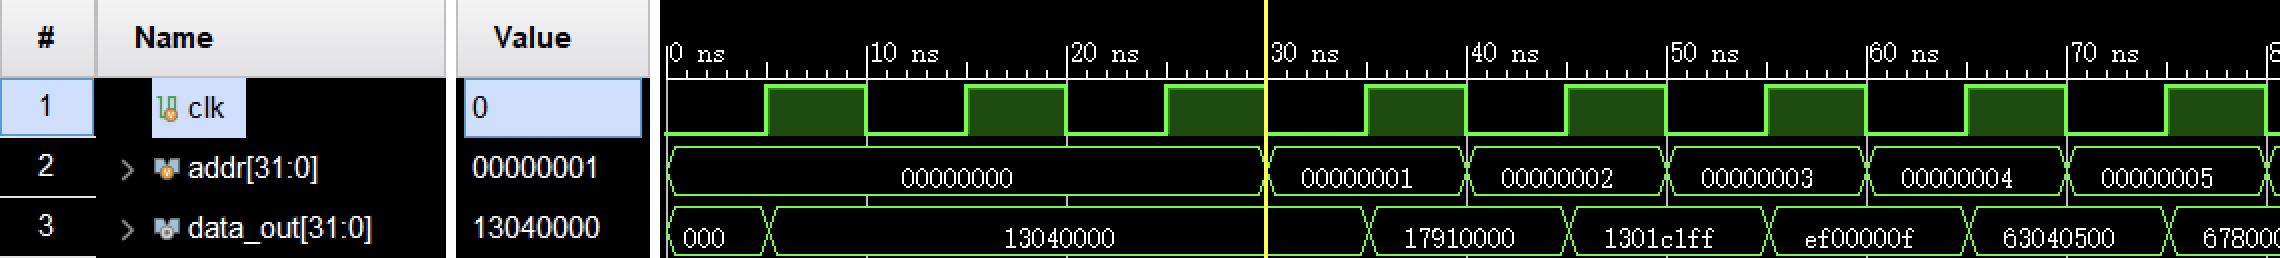 # Name Value 0 ns 10 ns 20 ns 30 ns 40 ns 50 ns 60 ns 70 ns 8
1 clk 0
2 addr[31:0] 00000001 00000000 00000001 00000002 00000003 00000004 00000005
3 data_out[31:0] 13040000 000 13040000 17910000 1301c1ff ef00000f 63040500 678000